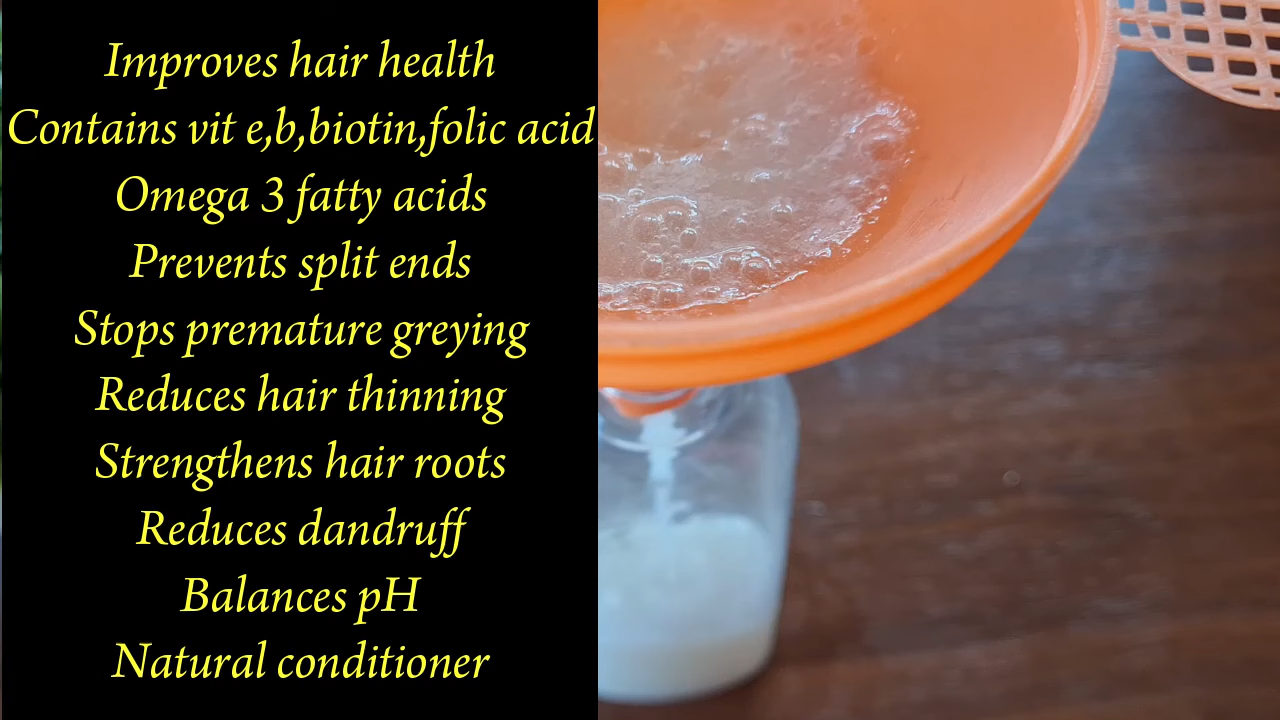 Improves hair health
Contains vit e,b,biotin,folic acid
Omega 3 fatty acids
Prevents split ends
Stops premature greying
Reduces hair thinning
Strengthens hair roots
Reduces dandruff
Balances pH
Natural conditioner